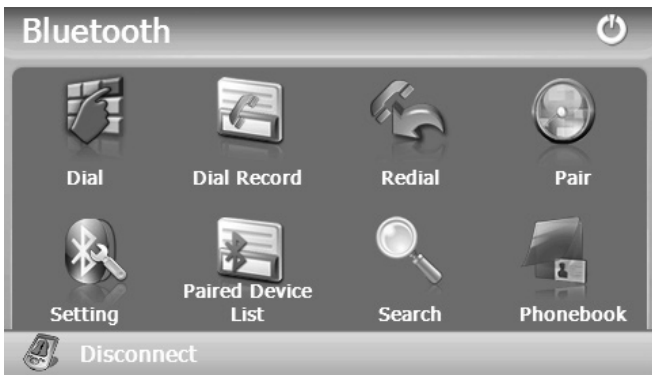 Bluetooth
Dial
Dial Record
Redial
Pair
Setting
Paired Device
List
Search
Phonebook
Disconnect